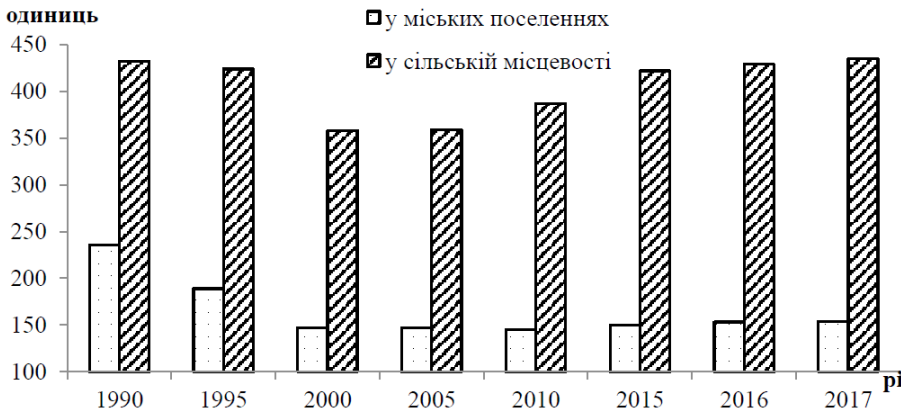 одиниць
у міських поселеннях
у сільській місцевості
450
400
350
300
250
200
150
100
1990 1995 2000 2005 2010 2015 2016 2017
рі